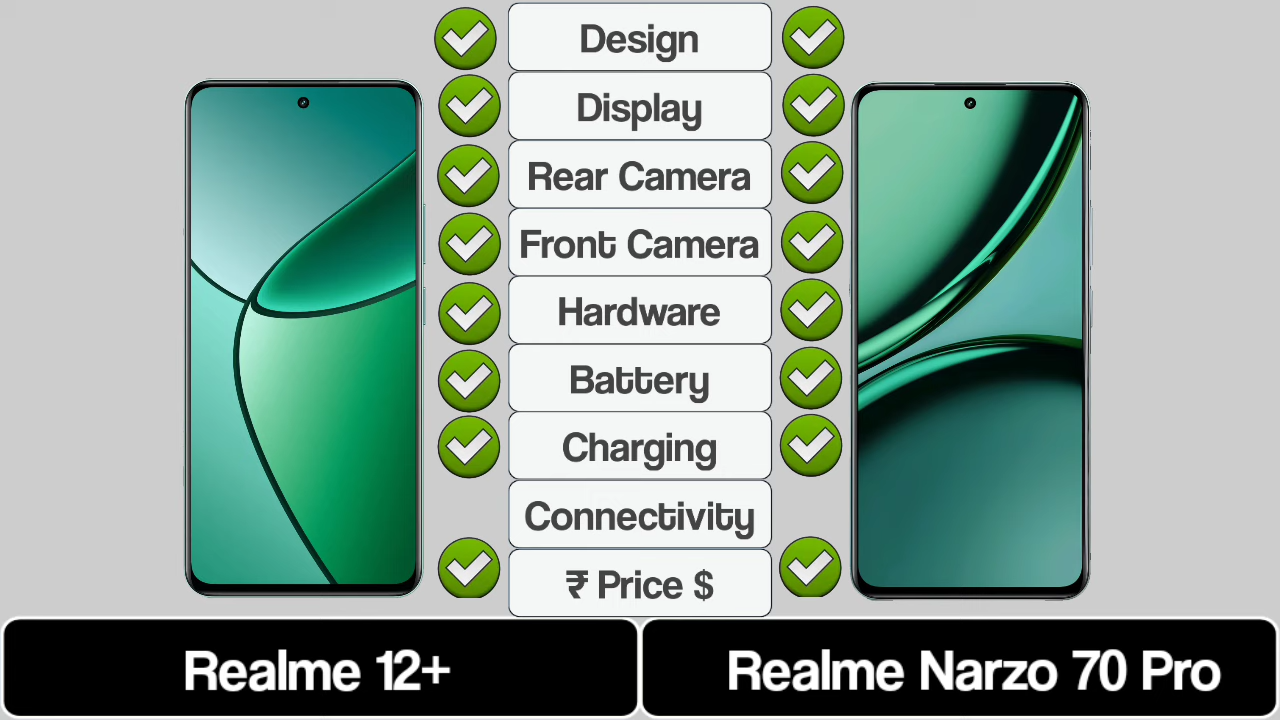 Design
Display
Rear Camera
Front Camera
Hardware
Battery
Charging
Connectivity
₹ Price $
Realme 12+
Realme Narzo 70 Pro